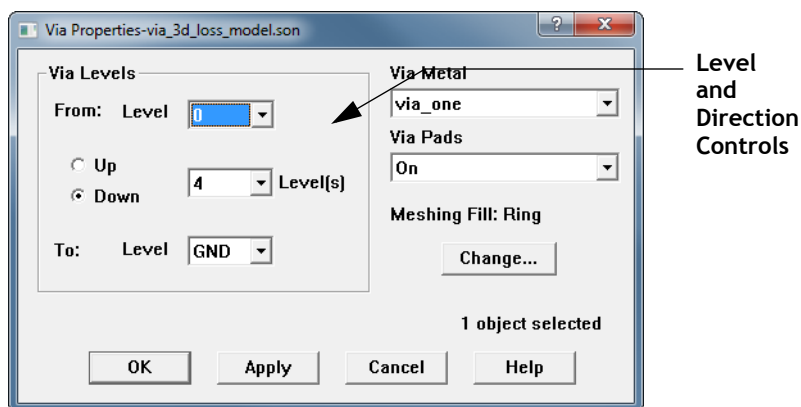 Via Properties-via_3d_loss_model.son
?
X
Via Levels
From: Level 0
Up
Down
4 Level(s)
To: Level GND
Via Metal
via_one
Via Pads
On
Meshing Fill: Ring
Change...
1 object selected
OK Apply Cancel Help
Level
and
Direction
Controls